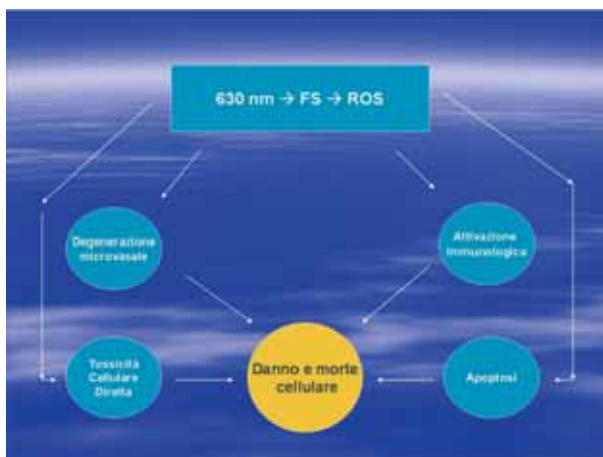 630 nm → FS → ROS
Degenerazione
microvasale
Attivazione
immunologica
Tossicità
Cellulare
Diretta
Danno e morte
cellulare
Apoptosi